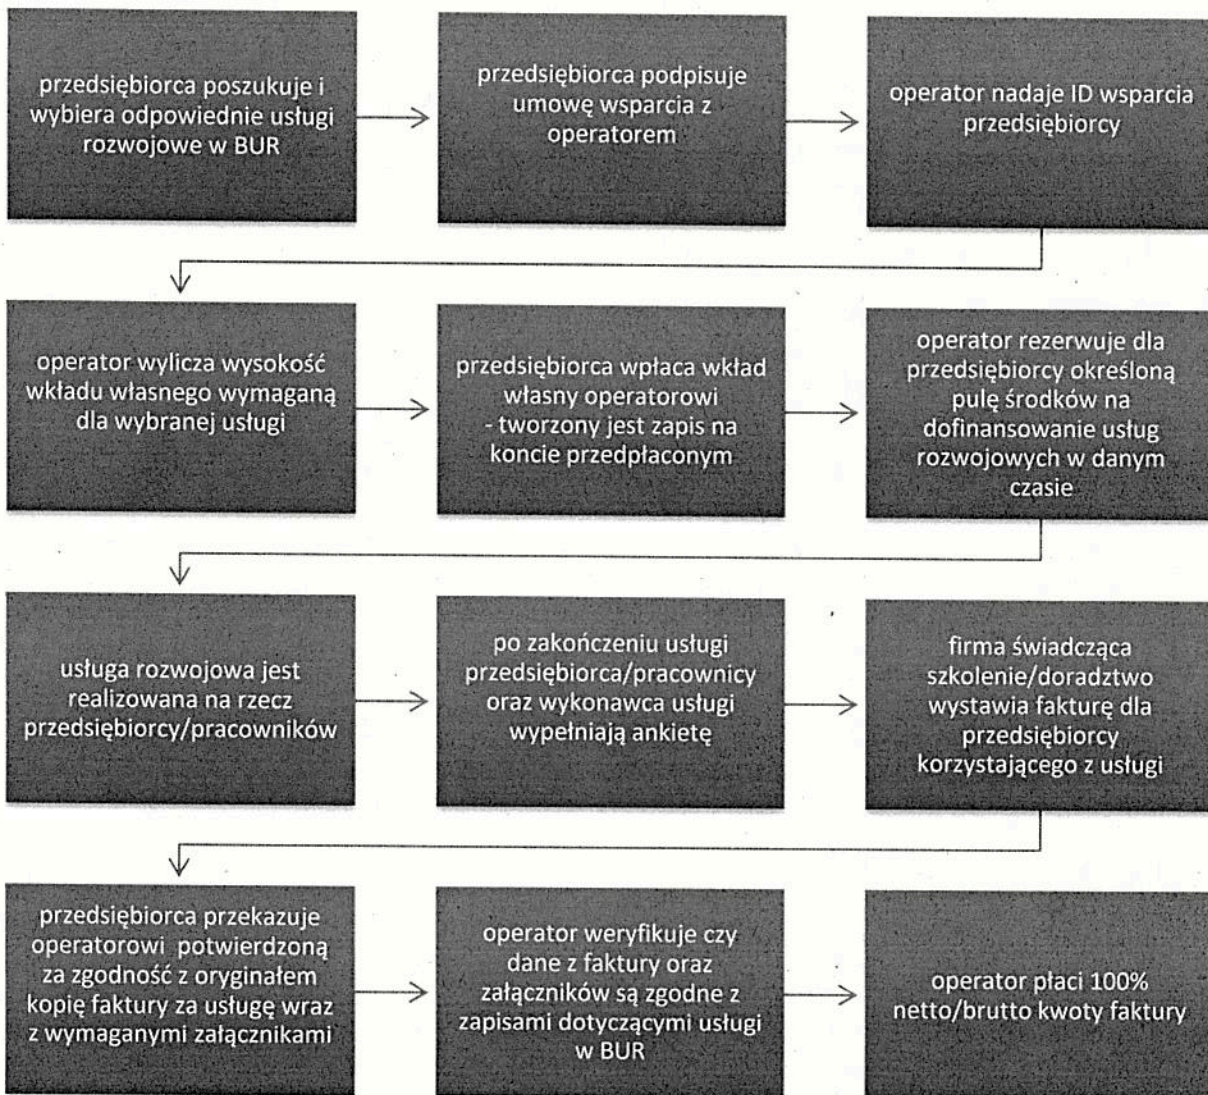 przedsiębiorca poszukuje i
wybiera odpowiednie usługi
rozwojowe w BUR
przedsiębiorca podpisuje
umowę wsparcia z
operatorem
operator nadaje ID wsparcia
przedsiębiorcy
operator wylicza wysokość
wkładu własnego wymaganą
dla wybranej usługi
przedsiębiorca wpłaca wkład
własny operatorowi
- tworzony jest zapis na
koncie przedpłaconym
operator rezerwuje dla
przedsiębiorcy określoną
pulę środków na
dofinansowanie usług
rozwojowych w danym
czasie
usługa rozwojowa jest
realizowana na rzecz
przedsiębiorcy/pracowników
po zakończeniu usługi
przedsiębiorca/pracownicy
oraz wykonawca usługi
wypełniają ankietę
firma świadcząca
szkolenie/doradztwo
wystawia fakturę dla
przedsiębiorcy
korzystającego z usługi
przedsiębiorca przekazuje
operatorowi potwierdzoną
za zgodność z oryginałem
kopię faktury za usługę wraz
z wymaganymi załącznikami
operator weryfikuje czy
dane z faktury oraz
załączników są zgodne z
zapisami dotyczącymi usługi
w BUR
operator płaci 100%
netto/brutto kwoty faktury